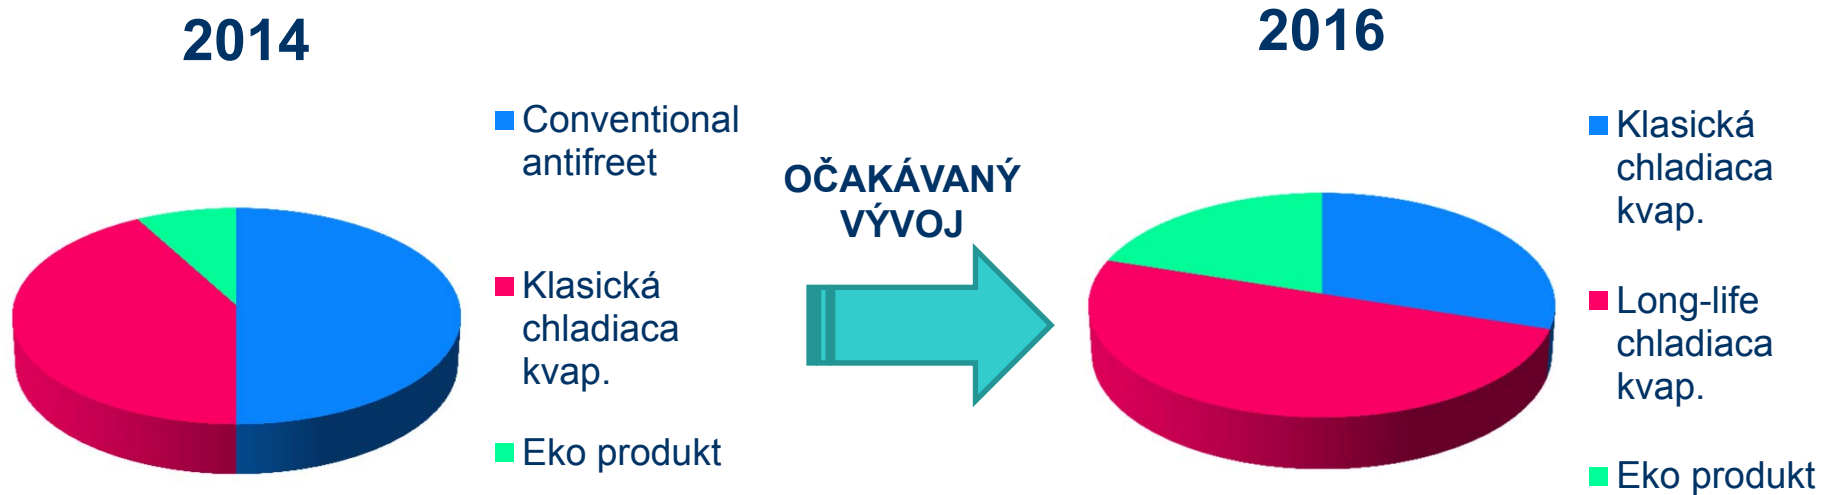 2014
Conventional
antifreet
Klasická
chladiaca
kvap.
Eko produkt
OČAKÁVANÝ
VÝVOJ
2016
Klasická
chladiaca
kvap.
Long-life
chladiaca
kvap.
Eko produkt